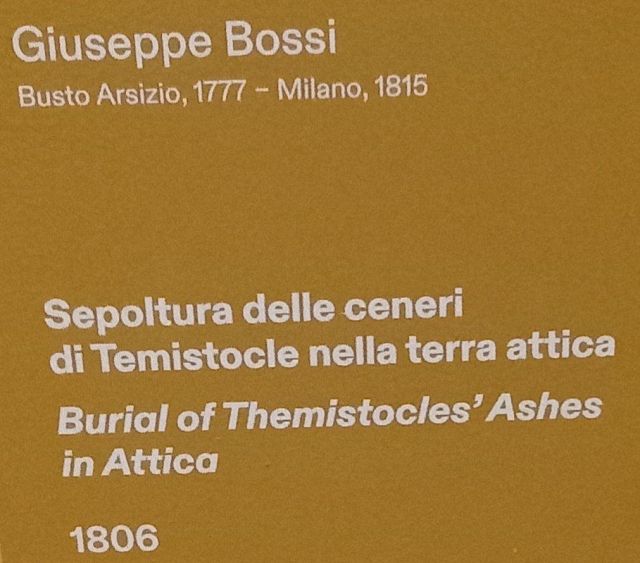 Giuseppe Bossi
Busto Arsizio, 1777 – Milano, 1815
Sepoltura delle ceneri
di Temistocle nella terra attica
Burial of Themistocles’ Ashes
in Attica
1806